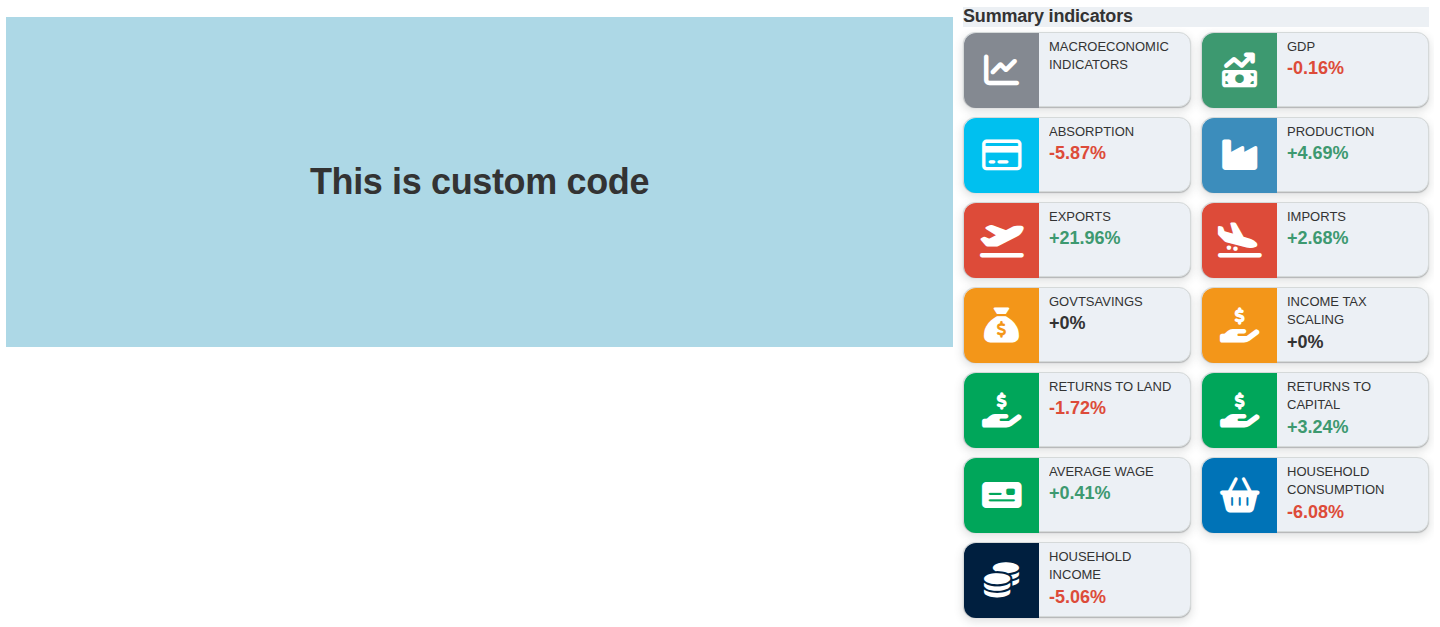 This is custom code
Summary indicators
MACROECONOMIC
INDICATORS
GDP
-0.16%
ABSORPTION
-5.87%
PRODUCTION
+4.69%
EXPORTS
+21.96%
IMPORTS
+2.68%
GOVTSAVINGS
+0%
INCOME TAX
SCALING
+0%
RETURNS TO LAND
-1.72%
RETURNS TO
CAPITAL
+3.24%
AVERAGE WAGE
+0.41%
HOUSEHOLD
CONSUMPTION
-6.08%
HOUSEHOLD
INCOME
-5.06%